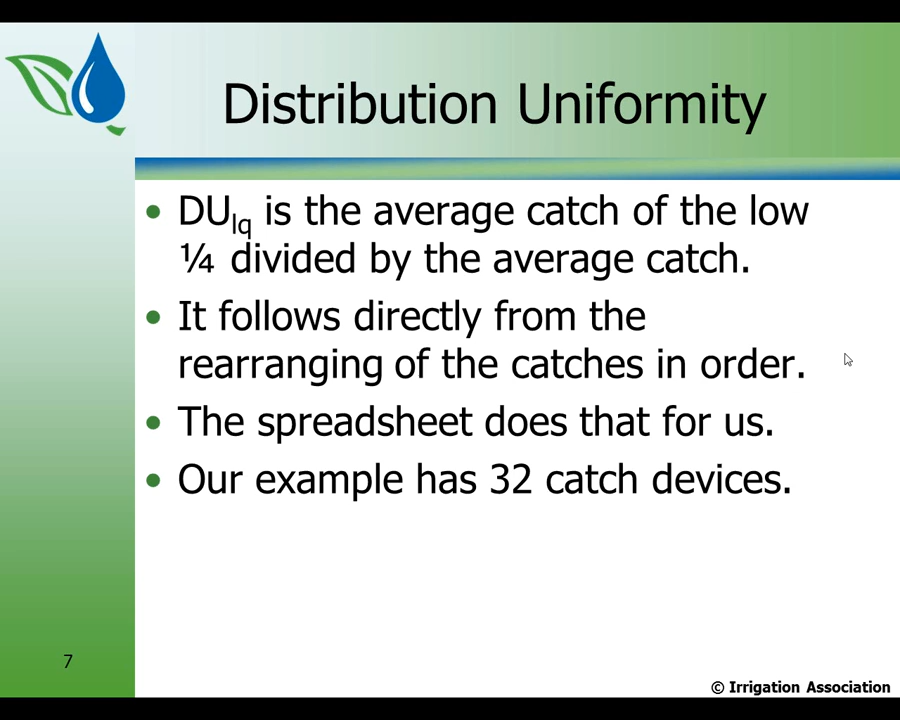 Distribution Uniformity
• DUlq is the average catch of the low
¼ divided by the average catch.
• It follows directly from the
rearranging of the catches in order.
• The spreadsheet does that for us.
• Our example has 32 catch devices.
7
© Irrigation Association